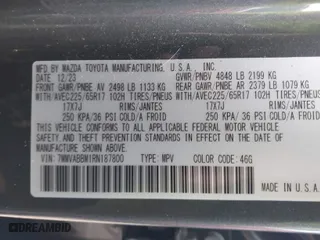 MFD. BY MAZDA TOYOTA MANUFACTURING, U.S.A., INC.
DATE: 12/23 GVWR/PNBV 4848 LB 2199 KG
FRONT GAWR/PNBE AV 2498 LB 1133 KG REAR GAWR/PNBE AR 2379 LB 1079 KG
WITH/AVEC225/65R17 102H TIRES/PNEUS WITH/AVEC225/65R17 102H TIRES/PNEUS
17X7J RIMS/JANTES 17X7J RIMS/JANTES
250 KPA/36 PSI COLD/A FROID 250 KPA/36 PSI COLD/A FROID
THIS VEHICLE CONFORMS TO ALL APPLICABLE FEDERAL MOTOR VEHICLE
SAFETY, BUMPER, AND THEFT PREVENTION STANDARDS IN EFFECT
ON THE DATE OF MANUFACTURE SHOWN ABOVE.
VIN: 7MMVABBM1RN187800 TYPE: MPV COLOR: 46G